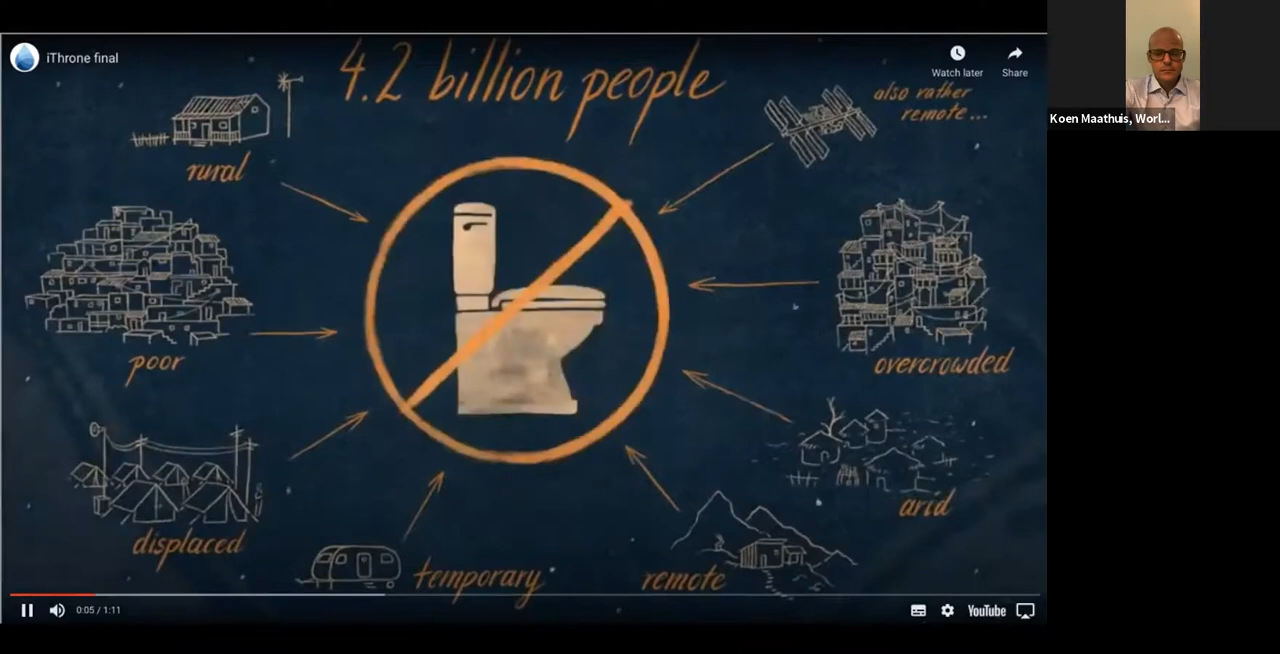 iThrone final
Watch later
Share
4.2 billion people
also rather
remote...
rural
poor
overcrowded
arid
displaced
temporary
remote
0:05 / 1:11
YouTube
Koen Maathuis, Worl...